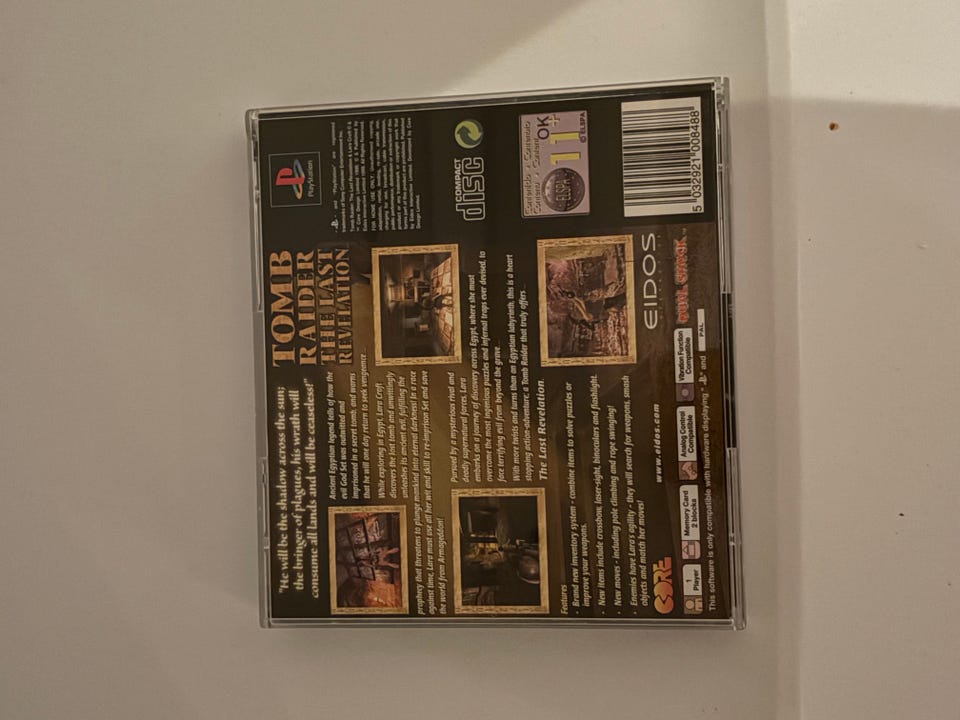 "He will be the shadow across the sun;
the bringer of plagues, his wrath will
consume all lands and will be ceaseless!"
TOMB
RAIDER
THE LAST
REVELATION
PlayStation
Ancient Egyptian legend tells of how the
evil God Set was outwitted and
imprisoned in a secret tomb, and warns
that he will one day return to seek vengeance...
While exploring in Egypt, Lara Croft
discovers the lost tomb and unwittingly
unleashes its ancient evil, fulfilling the
prophecy that threatens to plunge mankind into eternal darkness! In a race
against time, Lara must use all her wit and skill to re-imprison Set and save
the world from Armageddon!
Pursued by a mysterious rival and
deadly supernatural forces, Lara
embarks on a journey of discovery across Egypt, where she must
overcome the most ingenious puzzles and infernal traps ever devised, to
face terrifying evil from beyond the grave...
With more twists and turns than an Egyptian labyrinth, this is a heart
stopping action-adventure; a Tomb Raider that truly offers...
The Last Revelation.
Features
• Brand new inventory system - combine items to solve puzzles or
improve your weapons.
• New items include crossbow, laser-sight, binoculars and flashlight.
• New moves - including pole climbing and rope swinging!
• Enemies have Lara's agility - they will search for weapons, smash
objects and match her moves!
COMPACT
disc
11+
OK
ELSPA
© ELSPA
5 032921 008488
CORE
www.eidos.com
EIDOS
1
Player
Memory Card
2 blocks
Analog Control
Compatible
Vibration Function
Compatible
DUAL SHOCK™
This software is only compatible with hardware displaying " " and PAL